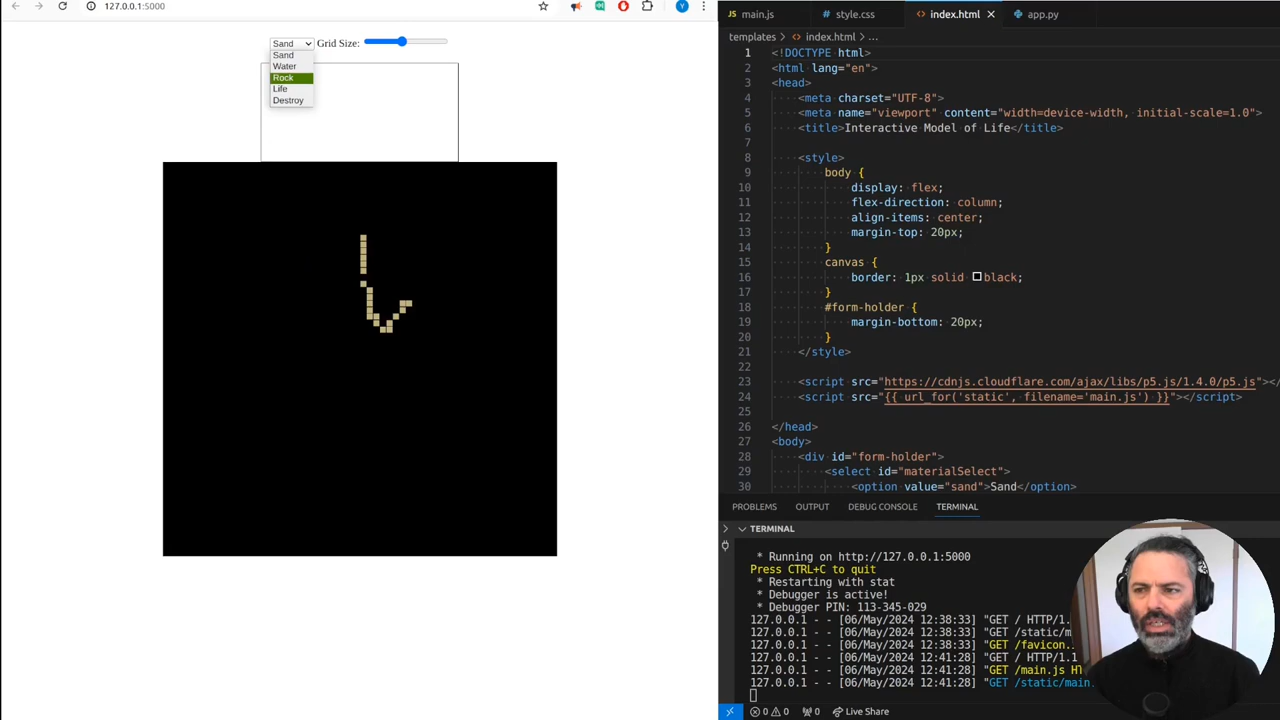 127.0.0.1:5000
Sand Grid Size:
Sand
Water
Rock
Life
Destroy
main.js style.css index.html app.py
templates > index.html > ...
1 <!DOCTYPE html>
2 <html lang="en">
3 <head>
4 <meta charset="UTF-8">
5 <meta name="viewport" content="width=device-width, initial-scale=1.0">
6 <title>Interactive Model of Life</title>
7
8 <style>
9 body {
10 display: flex;
11 flex-direction: column;
12 align-items: center;
13 margin-top: 20px;
14 }
15 canvas {
16 border: 1px solid black;
17 }
18 #form-holder {
19 margin-bottom: 20px;
20 }
21 </style>
22
23 <script src="https://cdnjs.cloudflare.com/ajax/libs/p5.js/1.4.0/p5.js"></
24 <script src="{{ url_for('static', filename='main.js') }}"></script>
25
26 </head>
27 <body>
28 <div id="form-holder">
29 <select id="materialSelect">
30 <option value="sand">Sand</option>
PROBLEMS OUTPUT DEBUG CONSOLE TERMINAL
TERMINAL
* Running on http://127.0.0.1:5000
Press CTRL+C to quit
* Restarting with stat
* Debugger is active!
* Debugger PIN: 113-345-029
127.0.0.1 - - [06/May/2024 12:38:33] "GET / HTTP/1.
127.0.0.1 - - [06/May/2024 12:38:33] "GET /static/m
127.0.0.1 - - [06/May/2024 12:38:33] "GET /favicon.
127.0.0.1 - - [06/May/2024 12:41:28] "GET / HTTP/1.1
127.0.0.1 - - [06/May/2024 12:41:28] "GET /main.js HT
127.0.0.1 - - [06/May/2024 12:41:28] "GET /static/main.
0 0 0 Live Share